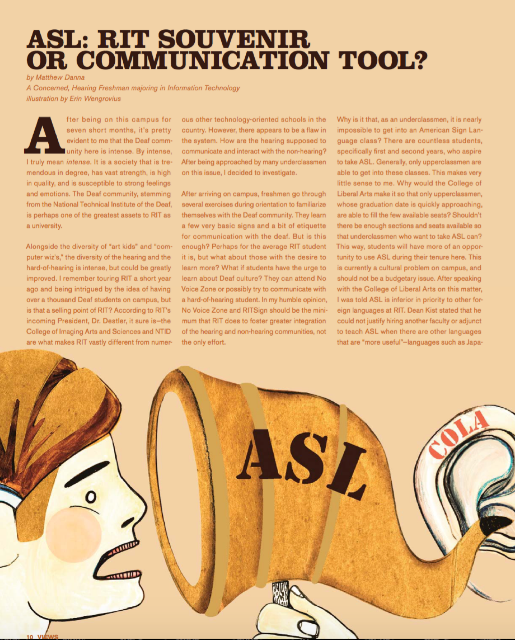 ASL: RIT SOUVENIR
OR COMMUNICATION TOOL?
by Matthew Danna
A Concerned, Hearing Freshman majoring in Information Technology
illustration by Erin Wengrovius
After being on this campus for
seven short months, it's pretty
evident to me that the Deaf comm-
unity here is intense. By intense,
I truly mean intense. It is a society that is tre-
mendous in degree, has vast strength, is high
in quality, and is susceptible to strong feelings
and emotions. The Deaf community, stemming
from the National Technical Institute of the Deaf,
is perhaps one of the greatest assets to RIT as
a university.
Alongside the diversity of "art kids" and "com-
puter wiz's," the diversity of the hearing and the
hard-of-hearing is intense, but could be greatly
improved. I remember touring RIT a short year
ago and being intrigued by the idea of having
over a thousand Deaf students on campus, but
is that a selling point of RIT? According to RIT's
incoming President, Dr. Destler, it sure is—the
College of Imaging Arts and Sciences and NTID
are what makes RIT vastly different from numer-
ous other technology-oriented schools in the
country. However, there appears to be a flaw in
the system. How are the hearing supposed to
communicate and interact with the non-hearing?
After being approached by many underclassmen
on this issue, I decided to investigate.
After arriving on campus, freshmen go through
several exercises during orientation to familiarize
themselves with the Deaf community. They learn
a few very basic signs and a bit of etiquette
for communication with the deaf. But is this
enough? Perhaps for the average RIT student
it is, but what about those with the desire to
learn more? What if students have the urge to
learn about Deaf culture? They can attend No
Voice Zone or possibly try to communicate with
a hard-of-hearing student. In my humble opinion,
No Voice Zone and RITSign should be the mini-
mum that RIT does to foster greater integration
of the hearing and non-hearing communities, not
the only effort.
Why is it that, as an underclassmen, it is nearly
impossible to get into an American Sign Lan-
guage class? There are countless students,
specifically first and second years, who aspire
to take ASL. Generally, only upperclassmen are
able to get into these classes. This makes very
little sense to me. Why would the College of
Liberal Arts make it so that only upperclassmen,
whose graduation date is quickly approaching,
are able to fill the few available seats? Shouldn't
there be enough sections and seats available so
that underclassmen who want to take ASL can?
This way, students will have more of an oppor-
tunity to use ASL during their tenure here. This
is currently a cultural problem on campus, and
should not be a budgetary issue. After speaking
with the College of Liberal Arts on this matter,
I was told ASL is inferior in priority to other for-
eign languages at RIT. Dean Kist stated that he
could not justify hiring another faculty or adjunct
to teach ASL when there are other languages
that are "more useful"—languages such as Japa-
ASL
COLA
10 VIEWS